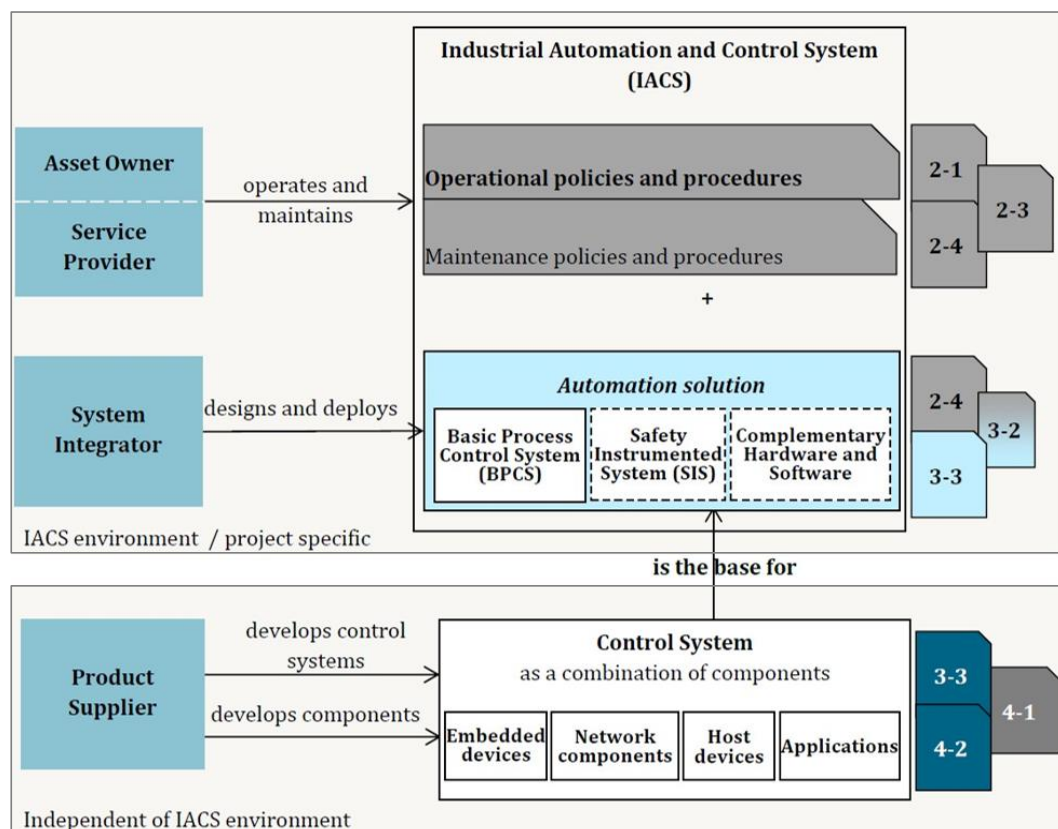 Industrial Automation and Control System
(IACS)
Asset Owner
Service
Provider
operates and
maintains
Operational policies and procedures
Maintenance policies and procedures
2-1
2-3
2-4
+
System
Integrator
designs and deploys
Automation solution
Basic Process
Control System
(BPCS)
Safety
Instrumented
System (SIS)
Complementary
Hardware and
Software
2-4
3-2
3-3
IACS environment / project specific
is the base for
Product
Supplier
develops control
systems
develops components
Control System
as a combination of components
Embedded
devices
Network
components
Host
devices
Applications
3-3
4-1
4-2
Independent of IACS environment